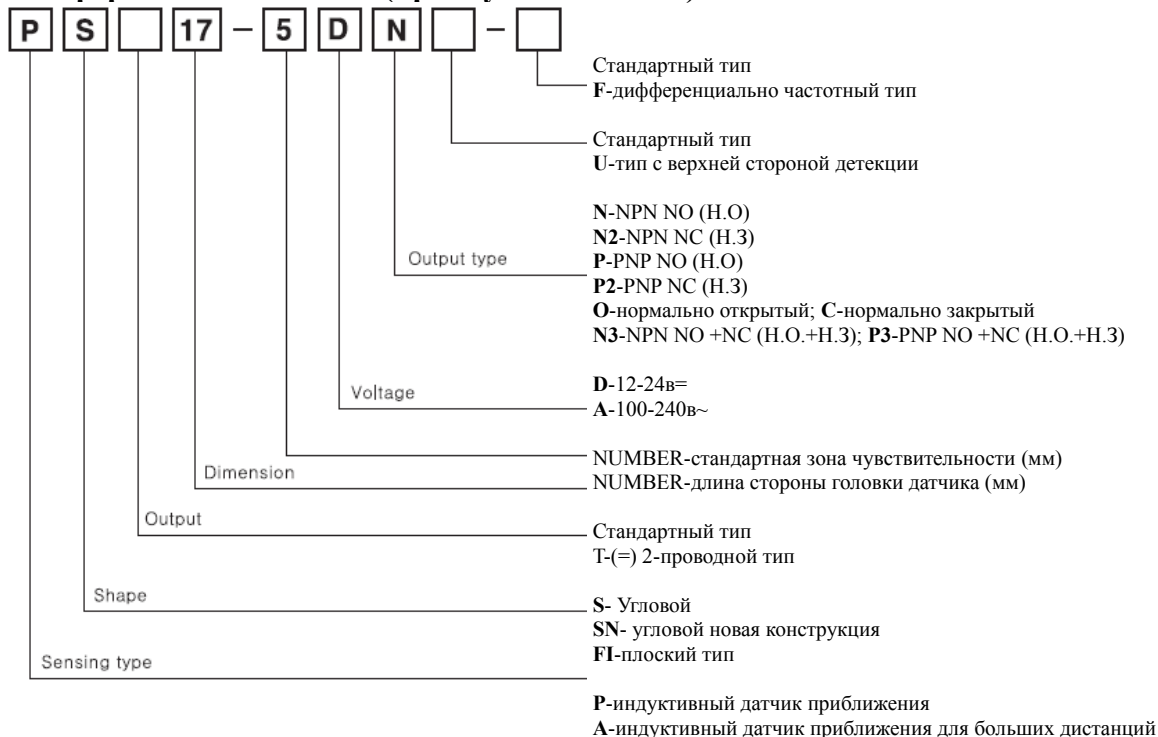 P S 17 – 5 D N –
Стандартный тип
F-дифференциально частотный тип
Стандартный тип
U-тип с верхней стороной детекции
N-NPN NO (Н.О)
N2-NPN NC (Н.З)
Output type
P-PNP NO (Н.О)
P2-PNP NC (Н.З)
O-нормально открытый; C-нормально закрытый
N3-NPN NO +NC (Н.О.+Н.З); P3-PNP NO +NC (Н.О.+Н.З)
Voltage
D-12-24в=
A-100-240в~
NUMBER-стандартная зона чувствительности (мм)
Dimension
NUMBER-длина стороны головки датчика (мм)
Output
Стандартный тип
T-(=) 2-проводной тип
Shape
S- Угловой
SN- угловой новая конструкция
FI-плоский тип
Sensing type
P-индуктивный датчик приближения
A-индуктивный датчик приближения для больших дистанций